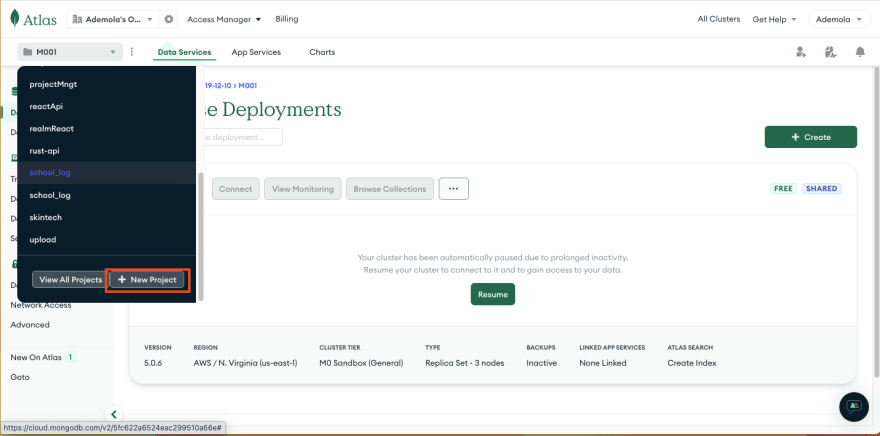 Atlas
Ademola's O...
Access Manager
Billing
All Clusters
Get Help
Ademola
M001
Data Services
App Services
Charts
projectMngt
reactApi
realmReact
rust-api
school_log
school_log
skintech
upload
View All Projects
+ New Project
19-12-10 > M001
e Deployments
e deployment...
+ Create
Connect
View Monitoring
Browse Collections
...
FREE
SHARED
Your cluster has been automatically paused due to prolonged inactivity.
Resume your cluster to connect to it and to gain access to your data.
Resume
Network Access
Advanced
New On Atlas 1
Goto
VERSION
5.0.6
REGION
AWS / N. Virginia (us-east-1)
CLUSTER TIER
M0 Sandbox (General)
TYPE
Replica Set - 3 nodes
BACKUPS
Inactive
LINKED APP SERVICES
None Linked
ATLAS SEARCH
Create Index
https://cloud.mongodb.com/v2/5fc622a6524eac299510a66e#